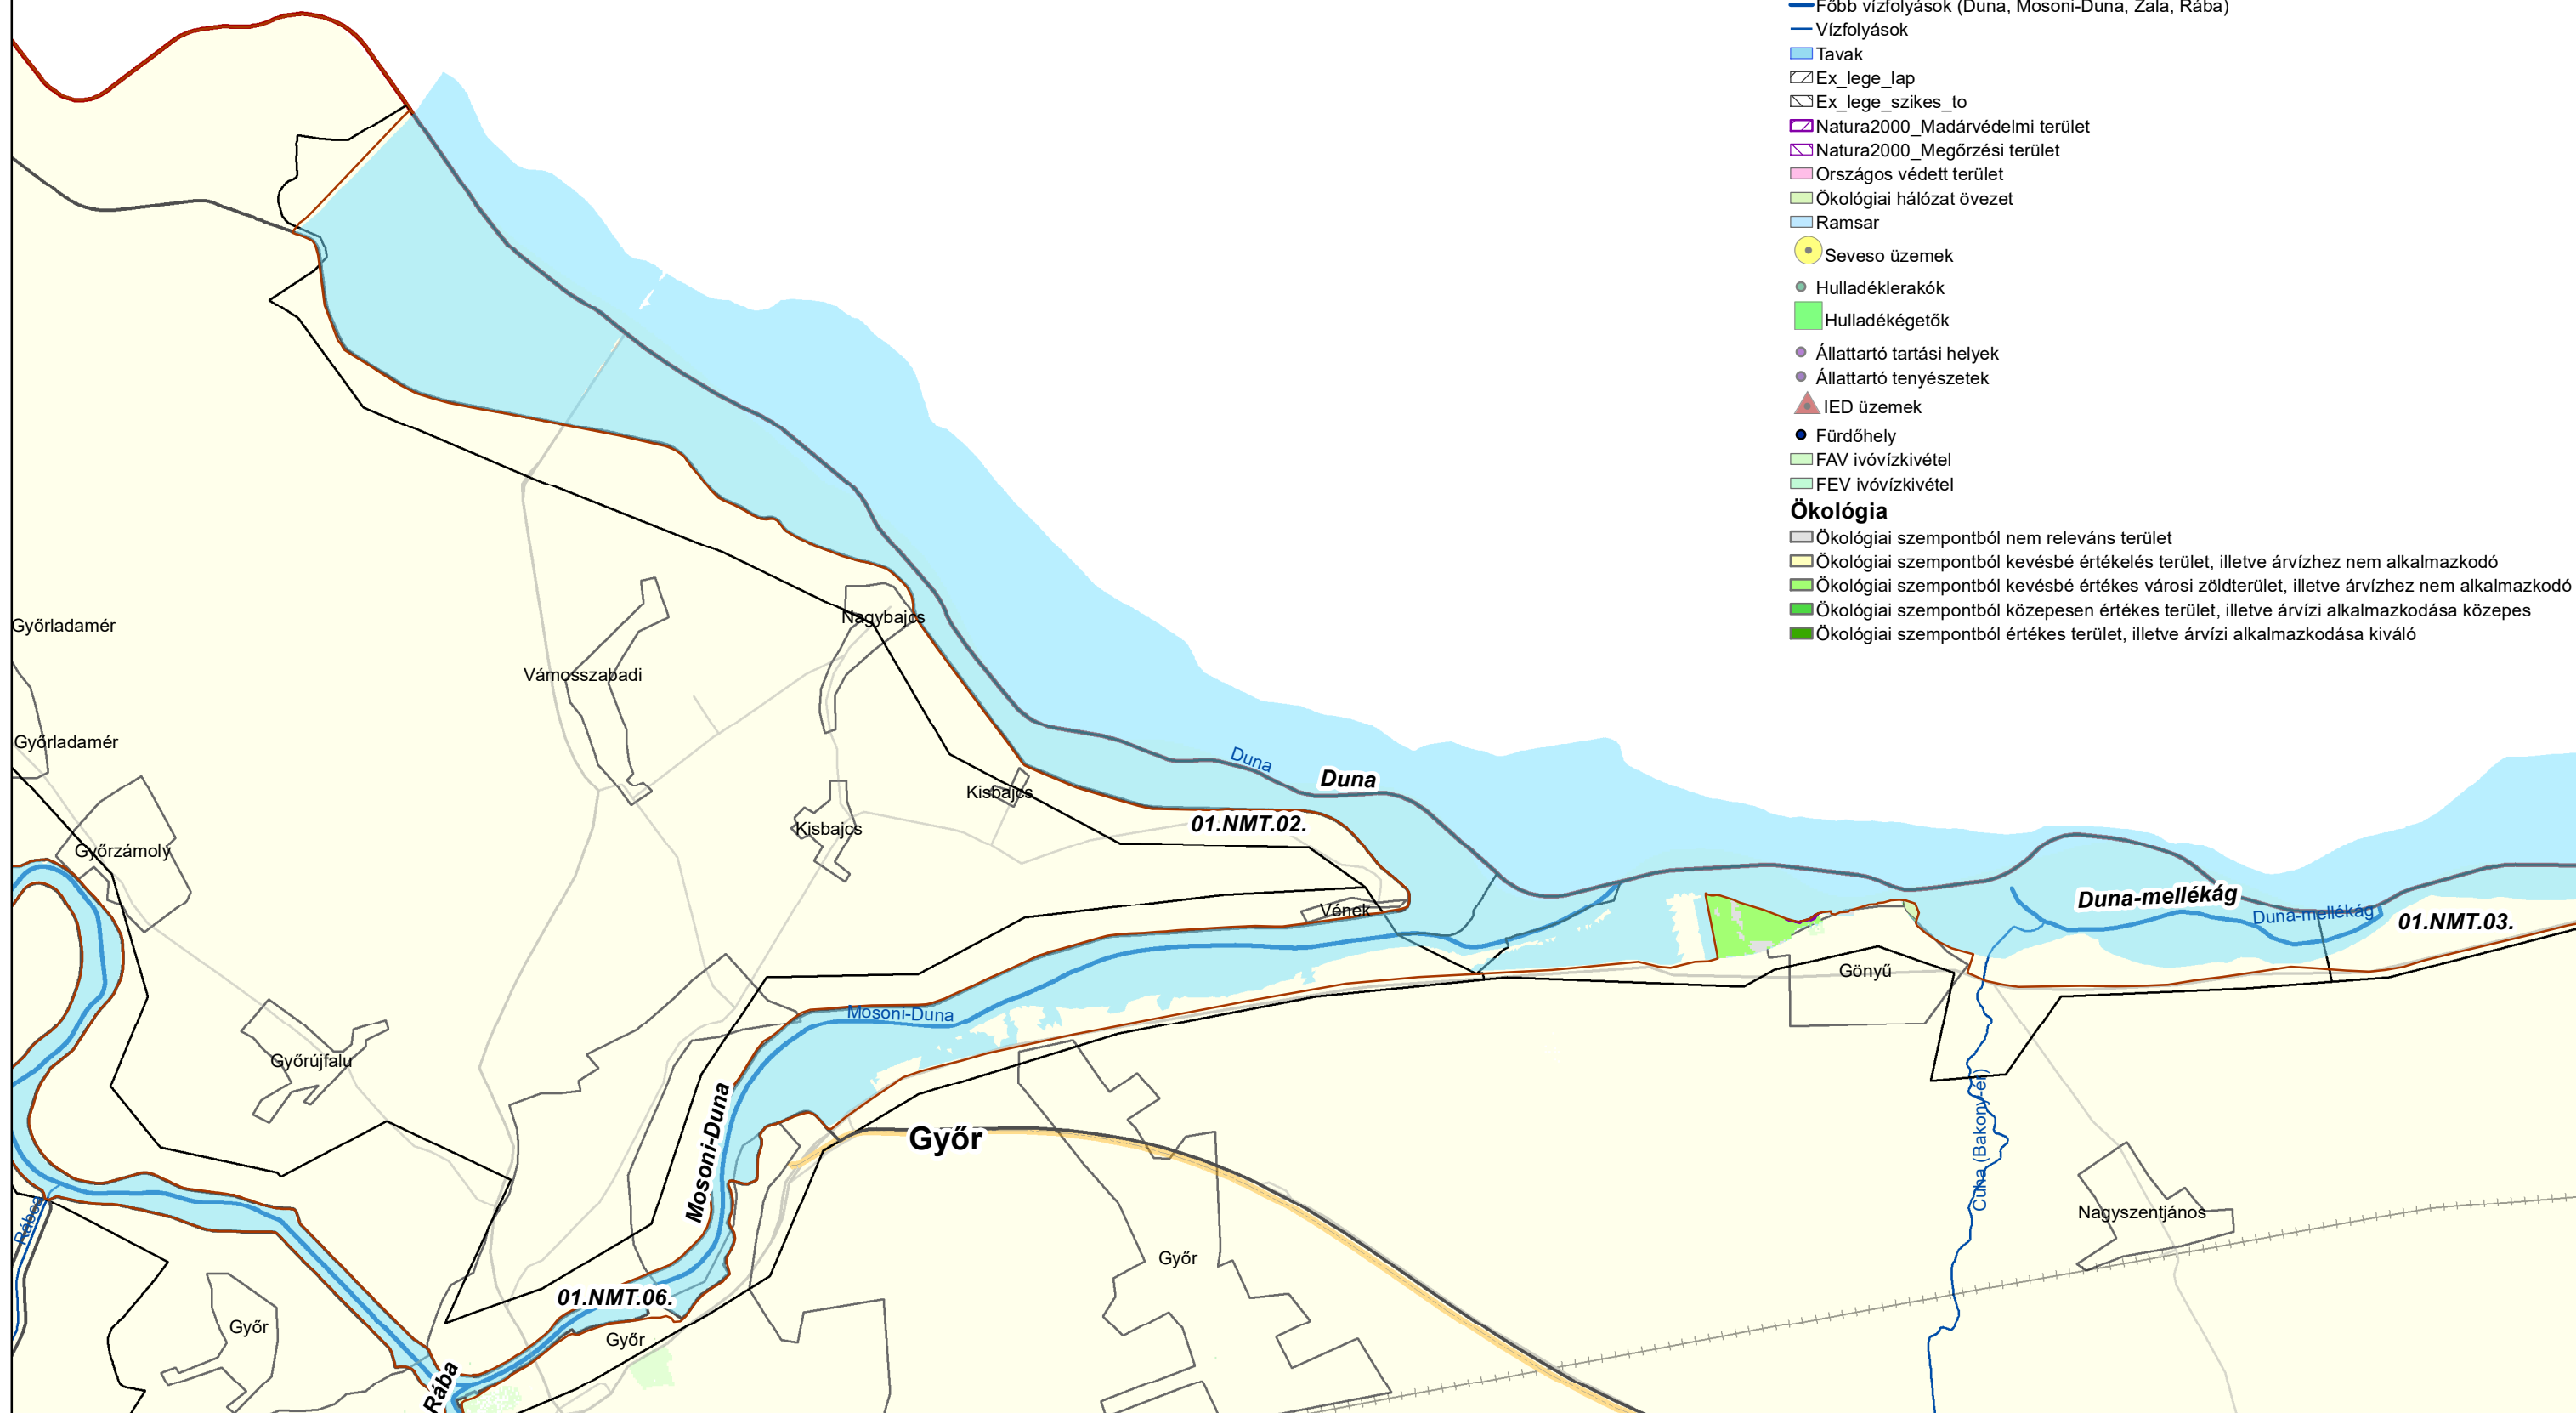 Főbb vízfolyások (Duna, Mosoni-Duna, Zala, Rába)
Vízfolyások
Tavak
Ex_lege_lap
Ex_lege_szikes_to
Natura2000_Madárvédelmi terület
Natura2000_Megőrzési terület
Országos védett terület
Ökológiai hálózat övezet
Ramsar
Seveso üzemek
Hulladéklerakók
Hulladékégetők
Állattartó tartási helyek
Állattartó tenyészetek
IED üzemek
Fürdőhely
FAV ivóvízkivétel
FEV ivóvízkivétel
Ökológia
Ökológiai szempontból nem releváns terület
Ökológiai szempontból kevésbé értékelés terület, illetve árvízhez nem alkalmazkodó
Ökológiai szempontból kevésbé értékes városi zöldterület, illetve árvízhez nem alkalmazkodó
Ökológiai szempontból közepesen értékes terület, illetve árvízi alkalmazkodása közepes
Ökológiai szempontból értékes terület, illetve árvízi alkalmazkodása kiváló
Győrladamér
Nagybajcs
Vámosszabadi
Győrladamér
Duna
Duna
Kisbajcs
01.NMT.02.
Kisbajcs
Győrzámoly
Vének
Duna-mellékág
Duna-mellékág
01.NMT.03.
Gönyű
Mosoni-Duna
Győrújfalu
Mosoni-Duna
Győr
Cuha (Bakony-ér)
Rábca
Nagyszentjános
Győr
01.NMT.06.
Győr
Győr
Rába